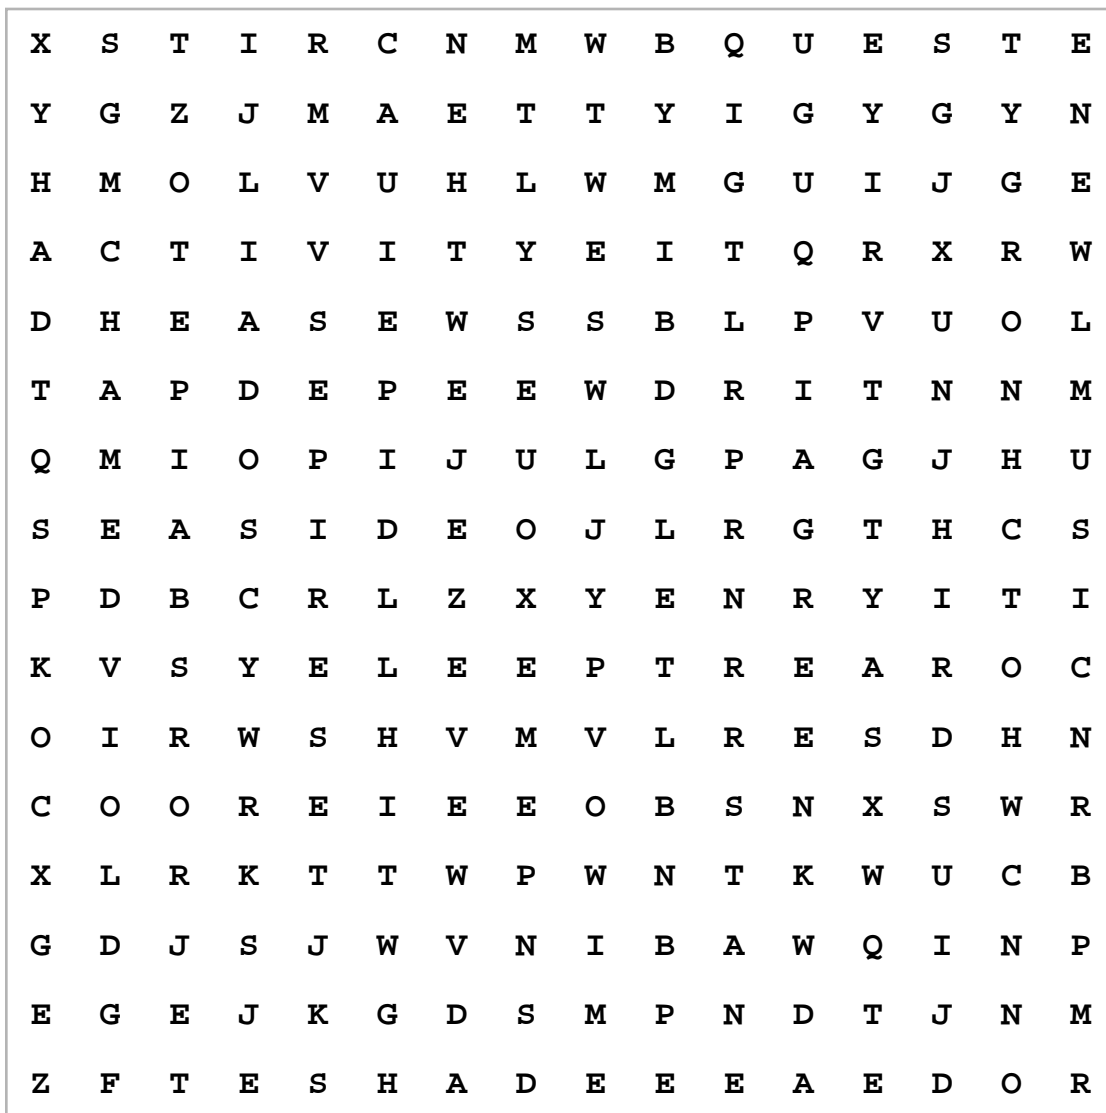 X S T I R C N M W B Q U E S T E
Y G Z J M A E T T Y I G Y G Y N
H M O L V U H L W M G U I J G E
A C T I V I T Y E I T Q R X R W
D H E A S E W S S B L P V U O L
T A P D E P E E W D R I T N N M
Q M I O P I J U L G P A G J H U
S E A S I D E O J L R G T H C S
P D B C R L Z X Y E N R Y I T I
K V S Y E L E E P T R E A R O C
O I R W S H V M V L R E S D H N
C O O R E I E E O B S N X S W R
X L R K T T W P W N T K W U C B
G D J S J W V N I B A W Q I N P
E G E J K G D S M P N D T J N M
Z F T E S H A D E E E A E D O R